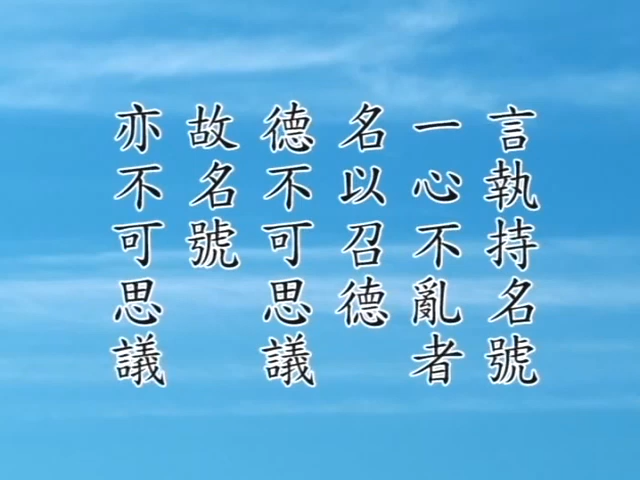 言執持名號
一心不亂者
名以召德
德不可思議
故名號
亦不可思議